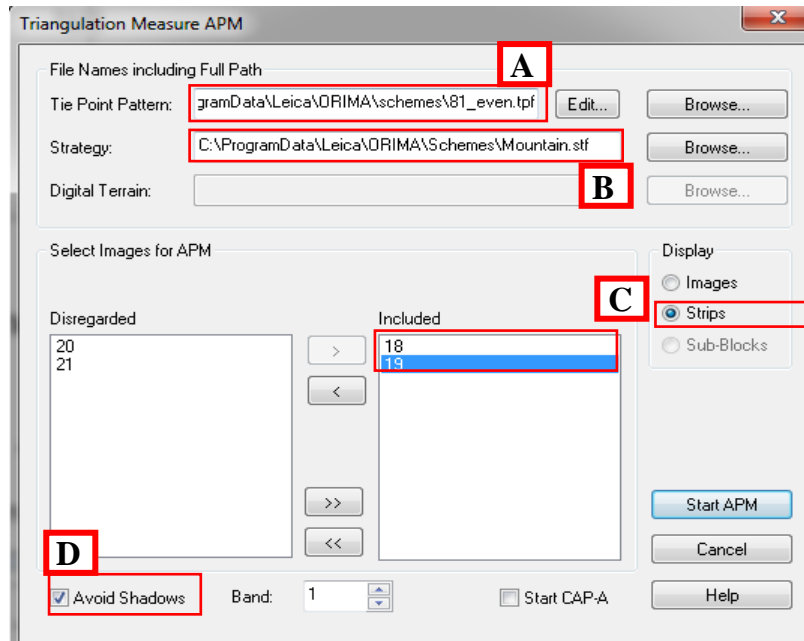 Triangulation Measure APM
A
File Names including Full Path
Tie Point Pattern: gramData\Leica\ORIMA\schemes\81_even.tpf Edit... Browse...
Strategy: C:\ProgramData\Leica\ORIMA\Schemes\Mountain.stf Browse...
B
Digital Terrain: Browse...
Select Images for APM Display
Images
C
Disregarded Included Strips
20 18 Sub-Blocks
21 19
>
<
>>
Start APM
<<
Cancel
D
Avoid Shadows Band: 1 Start CAP-A Help